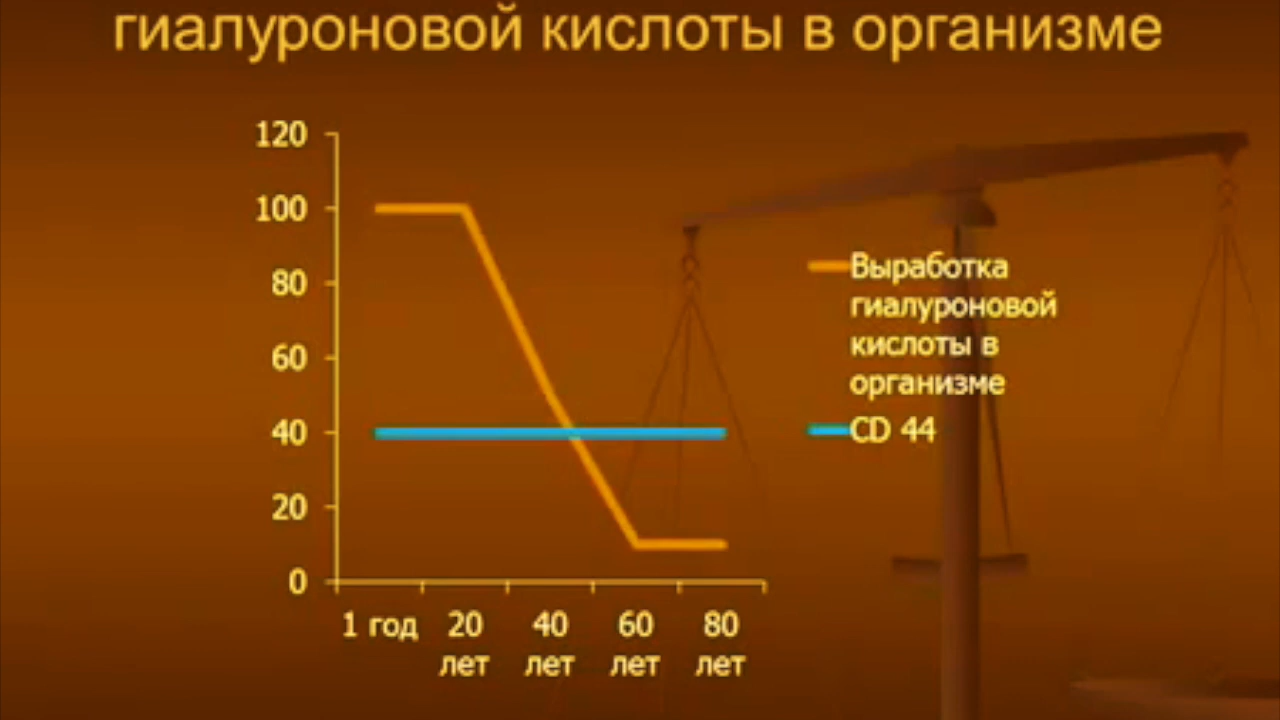 гиалуроновой кислоты в организме
120
100
80
60
40
20
0
1 год 20 40 60 80
лет лет лет лет
Выработка
гиалуроновой
кислоты в
организме
CD 44